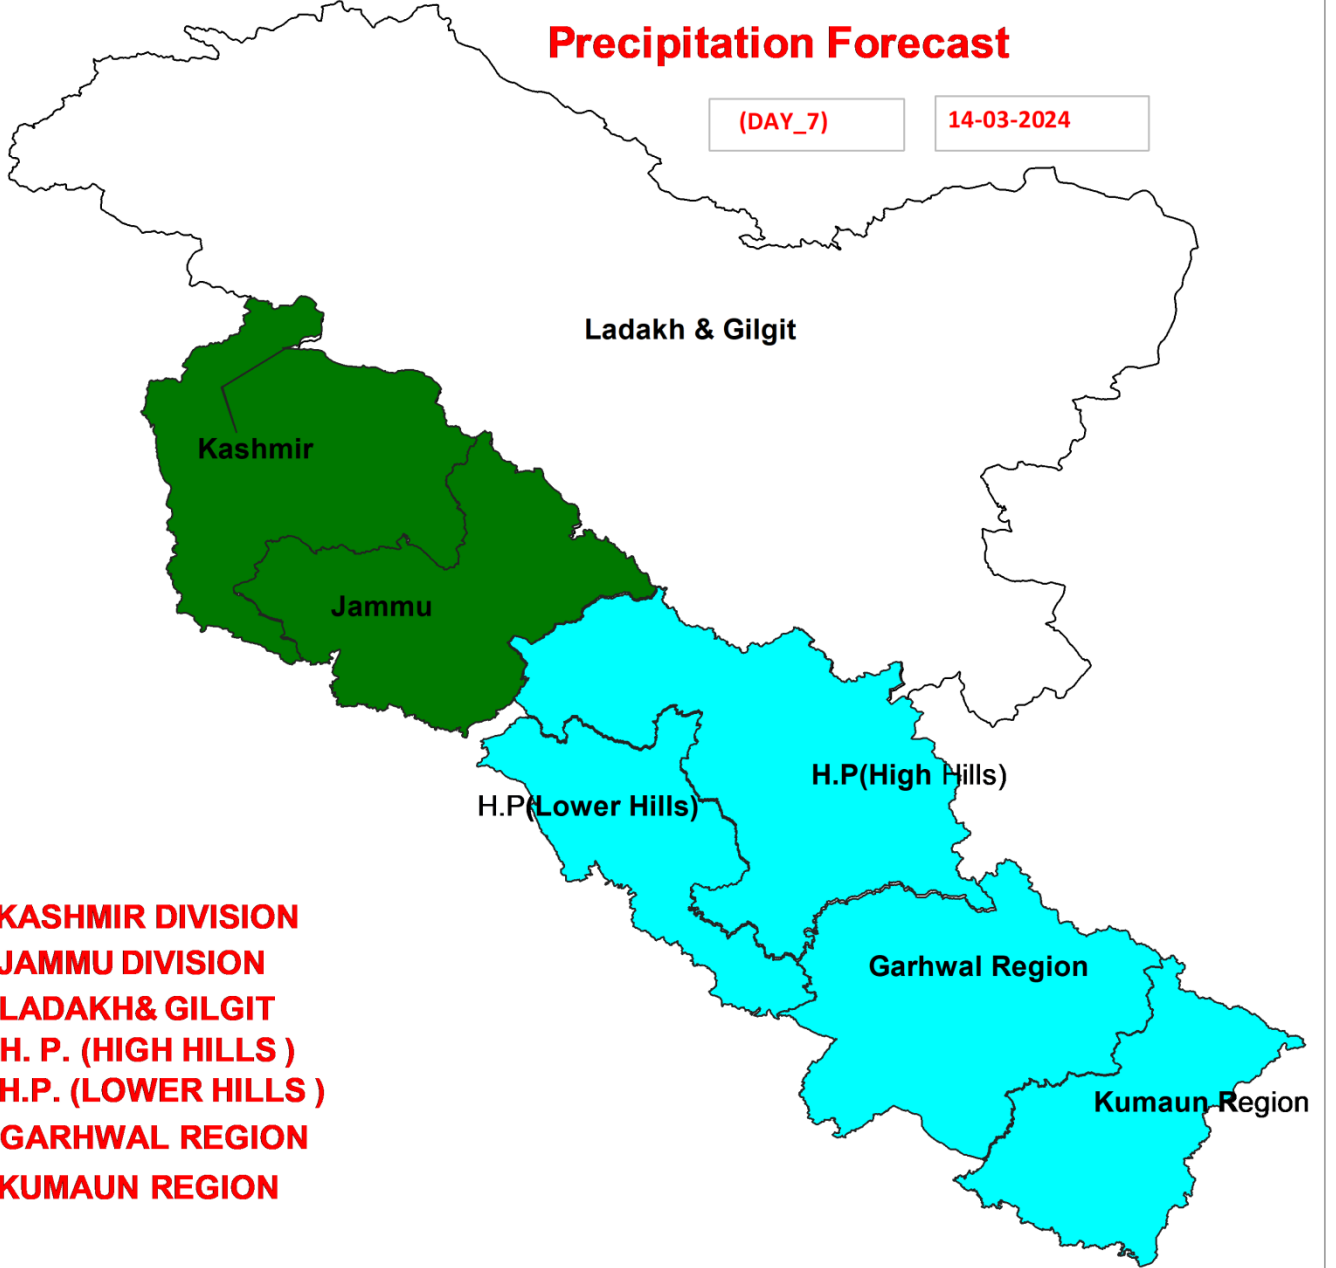 Precipitation Forecast
(DAY_7)
14-03-2024
Ladakh & Gilgit
Kashmir
Jammu
H.P(High Hills)
H.P(Lower Hills)
Garhwal Region
Kumaun Region
KASHMIR DIVISION
JAMMU DIVISION
LADAKH& GILGIT
H. P. (HIGH HILLS )
H.P. (LOWER HILLS )
GARHWAL REGION
KUMAUN REGION